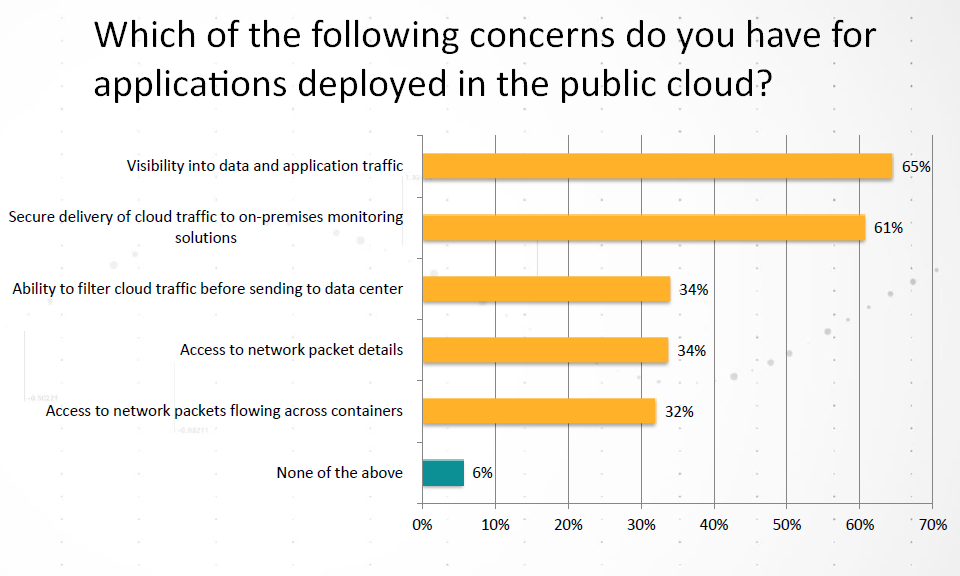 Which of the following concerns do you have for
applications deployed in the public cloud?
Visibility into data and application traffic
65%
Secure delivery of cloud traffic to on-premises monitoring
solutions
61%
Ability to filter cloud traffic before sending to data center
34%
Access to network packet details
34%
Access to network packets flowing across containers
32%
None of the above
6%
0% 10% 20% 30% 40% 50% 60% 70%